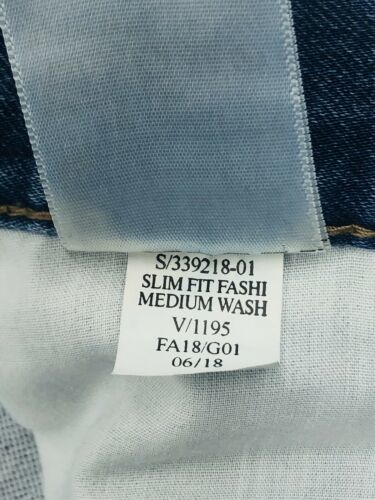 S/339218-01
SLIM FIT FASHI
MEDIUM WASH
V/1195
FA18/G01
06/18